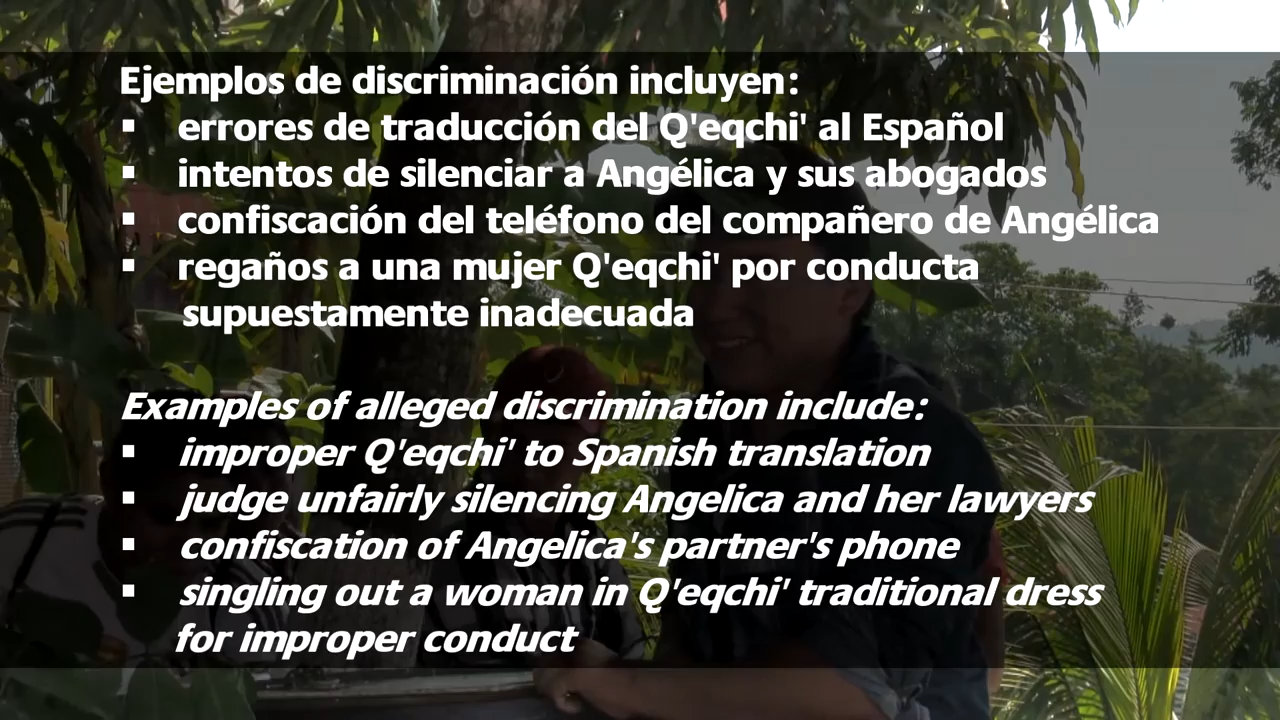 Ejemplos de discriminación incluyen:
▪ errores de traducción del Q'eqchi' al Español
▪ intentos de silenciar a Angélica y sus abogados
▪ confiscación del teléfono del compañero de Angélica
▪ regaños a una mujer Q'eqchi' por conducta
supuestamente inadecuada
Examples of alleged discrimination include:
▪ improper Q'eqchi' to Spanish translation
▪ judge unfairly silencing Angelica and her lawyers
▪ confiscation of Angelica's partner's phone
▪ singling out a woman in Q'eqchi' traditional dress
for improper conduct